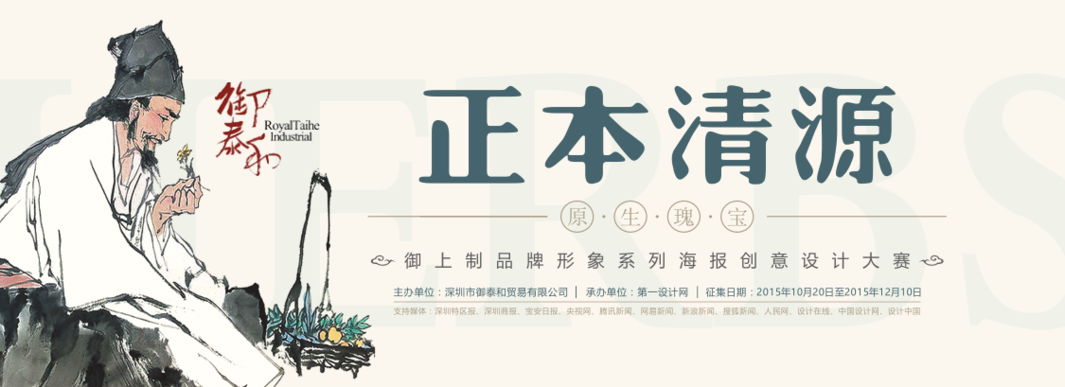 HERBS
御泰和
RoyalTaihe
Industrial
正本清源
原·生·瑰·宝
御上制品牌形象系列海报创意设计大赛
主办单位：深圳市御泰和贸易有限公司 | 承办单位：第一设计网 | 征集日期：2015年10月20日至2015年12月10日
支持媒体：深圳特区报、深圳商报、宝安日报、央视网、腾讯新闻、网易新闻、新浪新闻、搜狐新闻、人民网、设计在线、中国设计网、设计中国